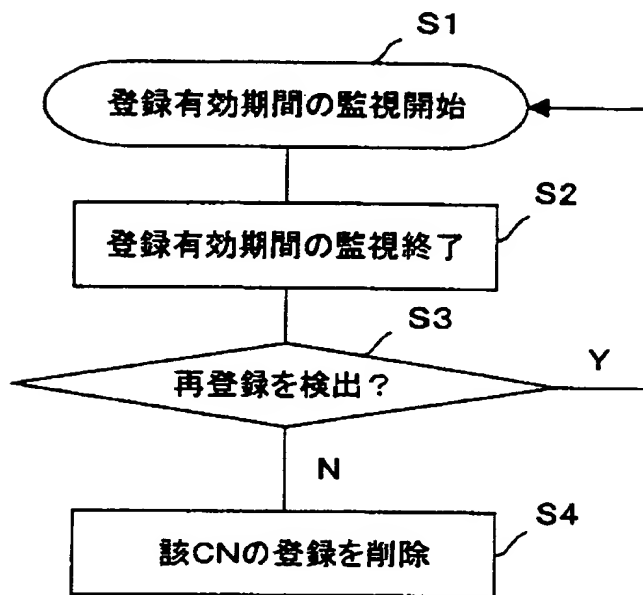 S1
登録有効期間の監視開始
S2
登録有効期間の監視終了
S3
再登録を検出？
Y
N
S4
該CNの登録を削除